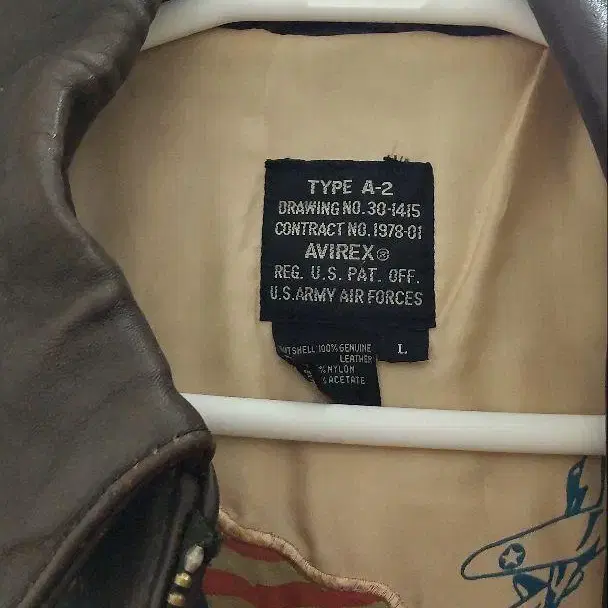 TYPE A-2
DRAWING NO. 30-1415
CONTRACT NO. 1978-01
AVIREX®
REG. U.S. PAT. OFF.
U.S. ARMY AIR FORCES
100% GENUINE
LEATHER
L
% NYLON
% ACETATE